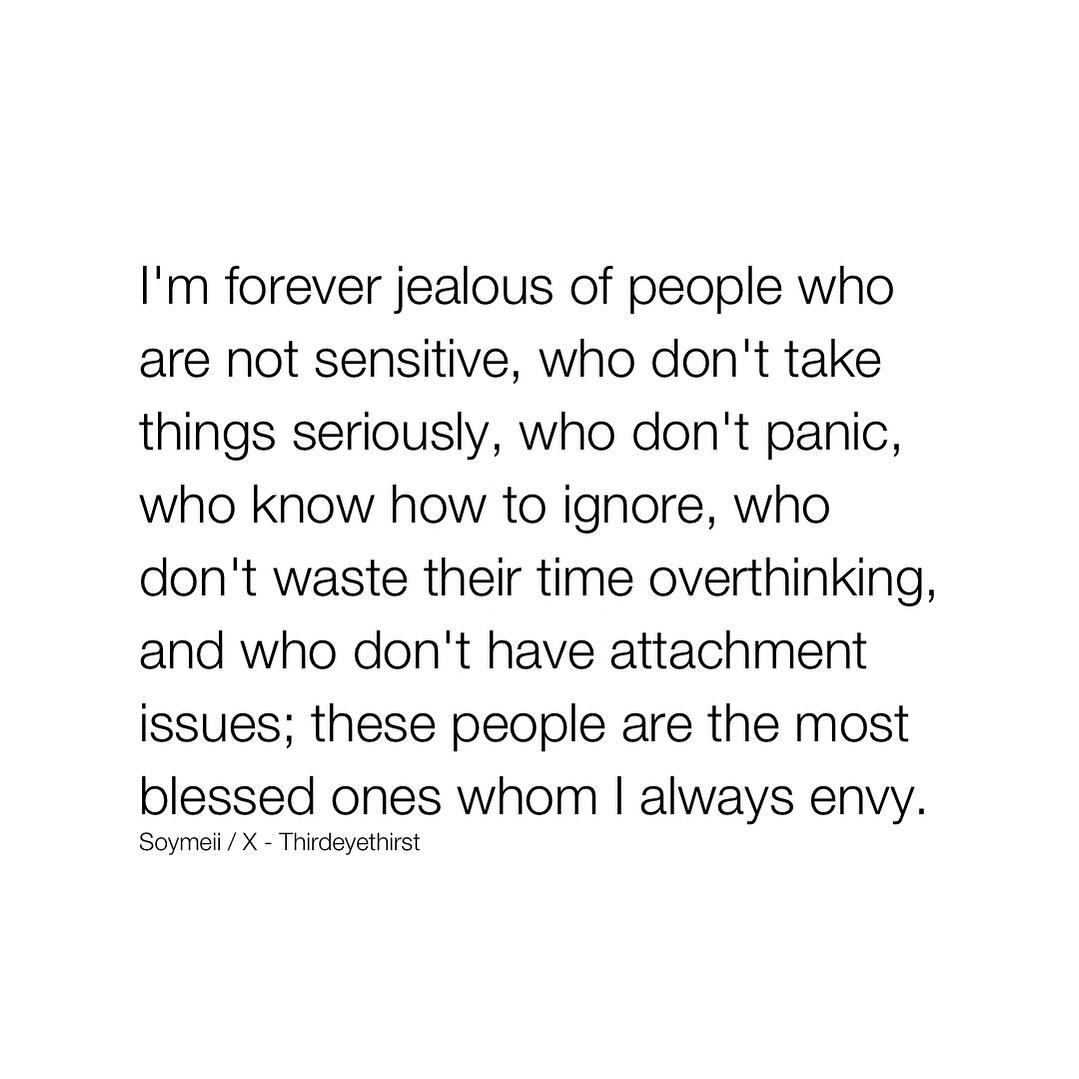 I'm forever jealous of people who
are not sensitive, who don't take
things seriously, who don't panic,
who know how to ignore, who
don't waste their time overthinking,
and who don't have attachment
issues; these people are the most
blessed ones whom I always envy.
Soymeii / X - Thirdeyethirst